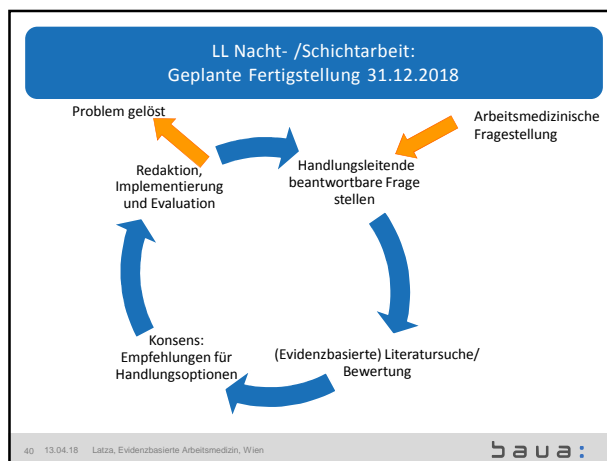 LL Nacht- /Schichtarbeit:
Geplante Fertigstellung 31.12.2018
Problem gelöst
Arbeitsmedizinische
Fragestellung
Redaktion,
Implementierung
und Evaluation
Handlungsleitende
beantwortbare Frage
stellen
Konsens:
Empfehlungen für
Handlungsoptionen
(Evidenzbasierte) Literatursuche/
Bewertung
40 13.04.18 Latza, Evidenzbasierte Arbeitsmedizin, Wien
baua: